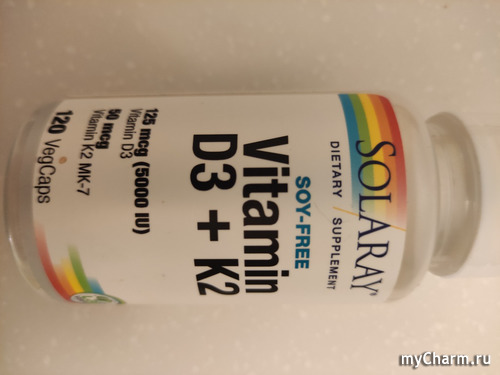 SOLARAY®
DIETARY SUPPLEMENT
SOY-FREE
Vitamin
D3 + K2
125 mcg (5000 IU)
Vitamin D3
50 mcg
Vitamin K2 MK-7
120 VegCaps
myCharm.ru